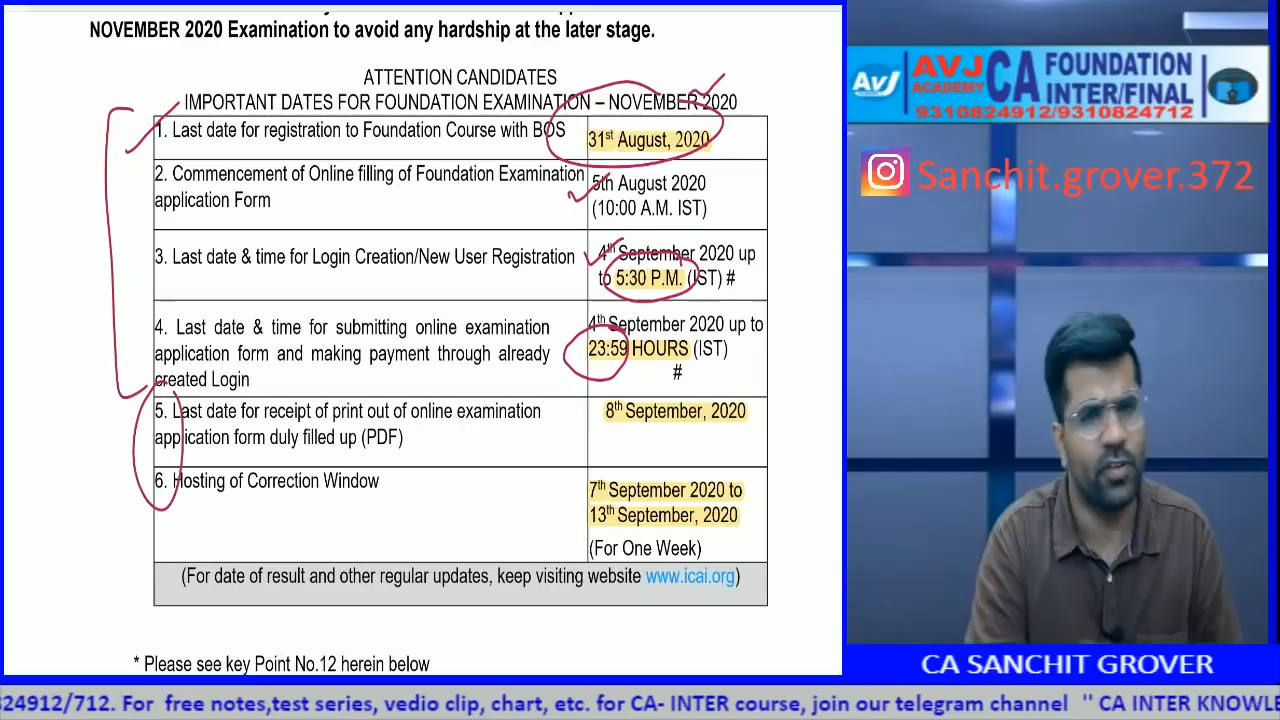 NOVEMBER 2020 Examination to avoid any hardship at the later stage.
ATTENTION CANDIDATES
IMPORTANT DATES FOR FOUNDATION EXAMINATION – NOVEMBER 2020
1. Last date for registration to Foundation Course with BOS
31st August, 2020
2. Commencement of Online filling of Foundation Examination
application Form
5th August 2020
(10:00 A.M. IST)
3. Last date & time for Login Creation/New User Registration
4th September 2020 up
to 5:30 P.M. (IST) #
4. Last date & time for submitting online examination
application form and making payment through already
created Login
4th September 2020 up to
23:59 HOURS (IST)
#
5. Last date for receipt of print out of online examination
application form duly filled up (PDF)
8th September, 2020
6. Hosting of Correction Window
7th September 2020 to
13th September, 2020
(For One Week)
(For date of result and other regular updates, keep visiting website www.icai.org)
* Please see key Point No.12 herein below
AVJ
AVJ
ACADEMY
CA
FOUNDATION
INTER/FINAL
9310824912/9310824712
Sanchit.grover.372
CA SANCHIT GROVER
324912/712. For free notes,test series, vedio clip, chart, etc. for CA- INTER course, join our telegram channel '' CA INTER KNOWLE